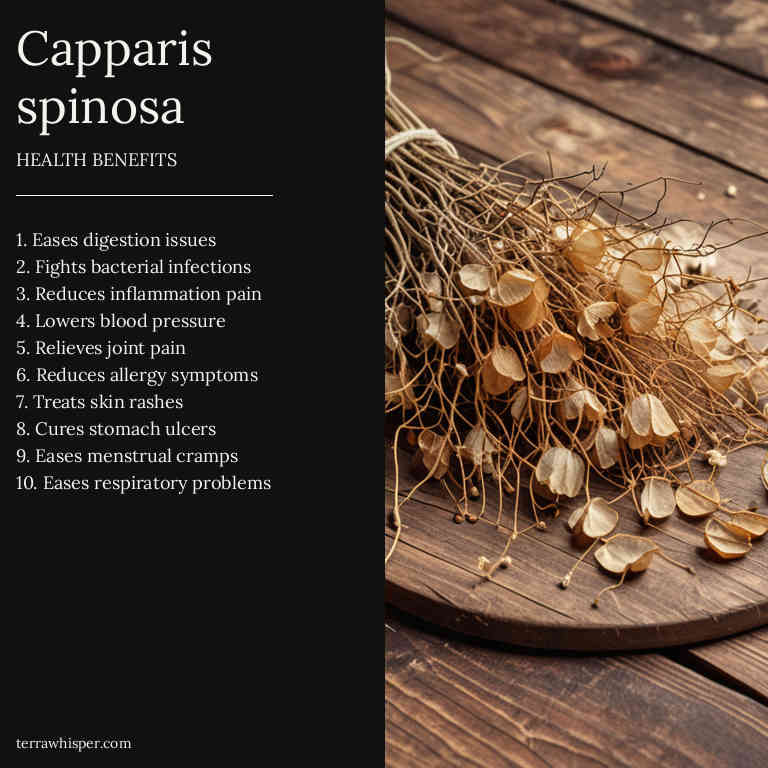 Capparis
spinosa
HEALTH BENEFITS
1. Eases digestion issues
2. Fights bacterial infections
3. Reduces inflammation pain
4. Lowers blood pressure
5. Relieves joint pain
6. Reduces allergy symptoms
7. Treats skin rashes
8. Cures stomach ulcers
9. Eases menstrual cramps
10. Eases respiratory problems
terrawhisper.com